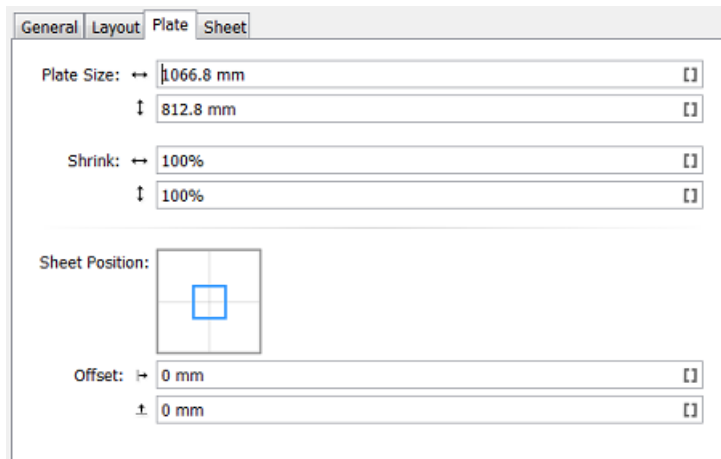 General Layout Plate Sheet
Plate Size: ↔ 1066.8 mm []
↕ 812.8 mm []
Shrink: ↔ 100% []
↕ 100% []
Sheet Position:
Offset: 0 mm []
0 mm []